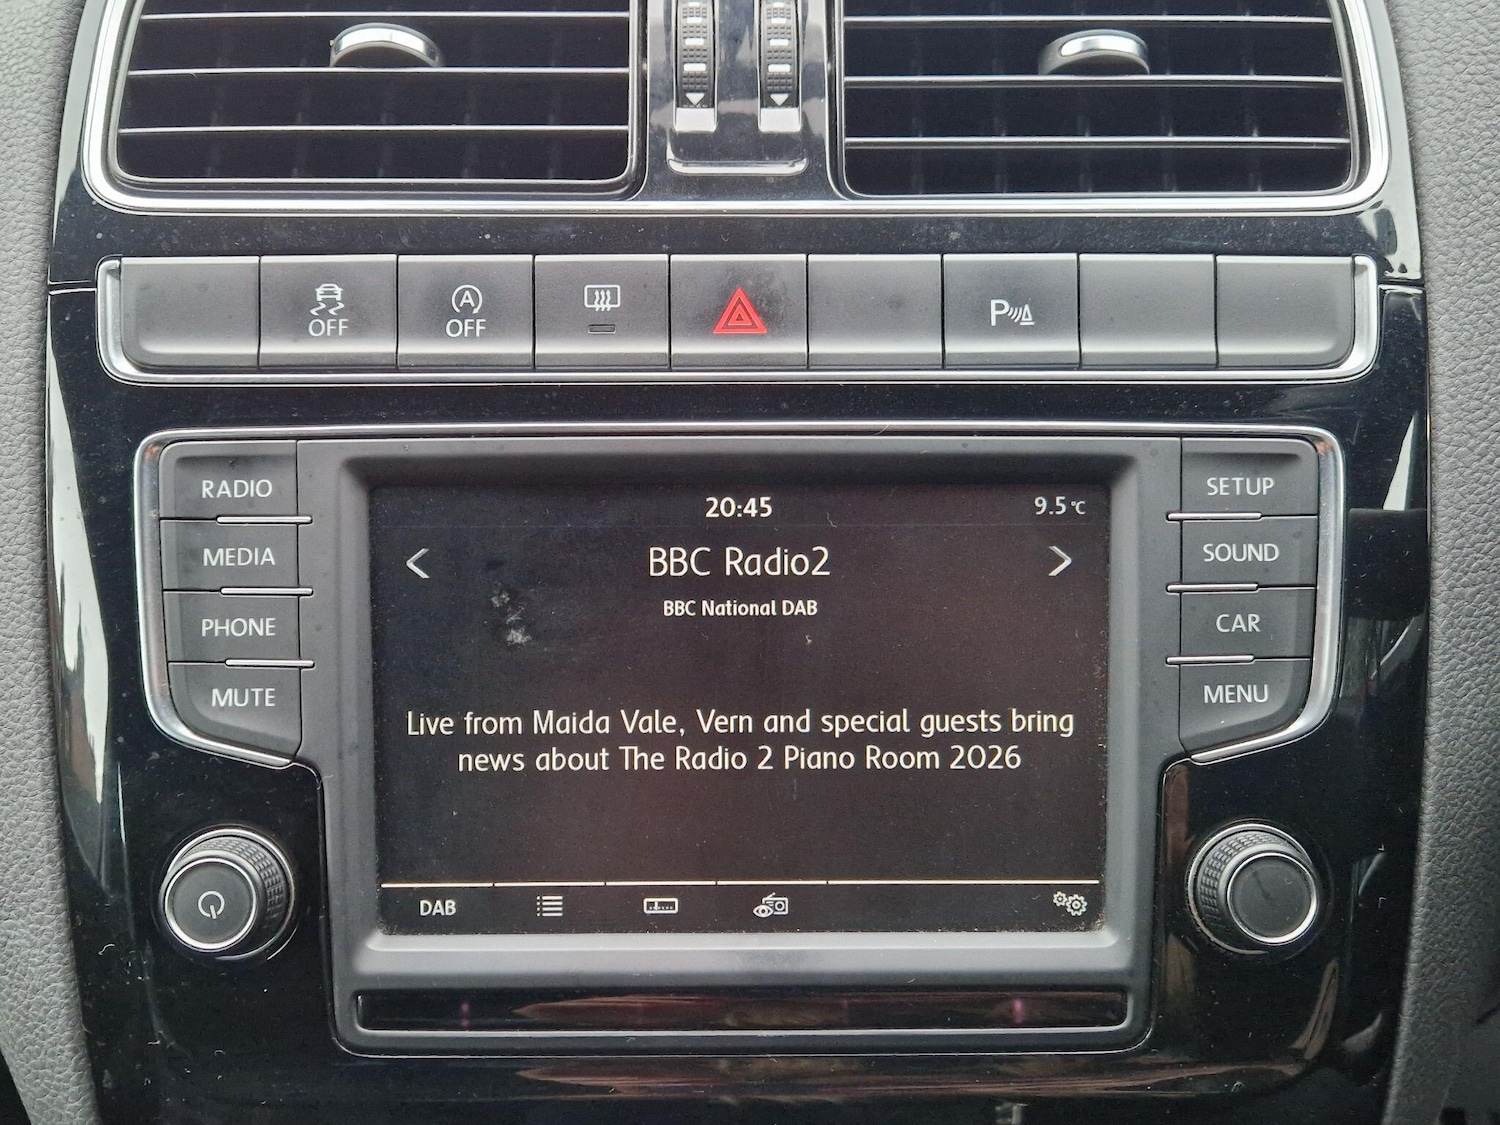 OFF
A
OFF
P
RADIO
MEDIA
PHONE
MUTE
20:45
9.5°C
BBC Radio2
BBC National DAB
Live from Maida Vale, Vern and special guests bring
news about The Radio 2 Piano Room 2026
DAB
SETUP
SOUND
CAR
MENU